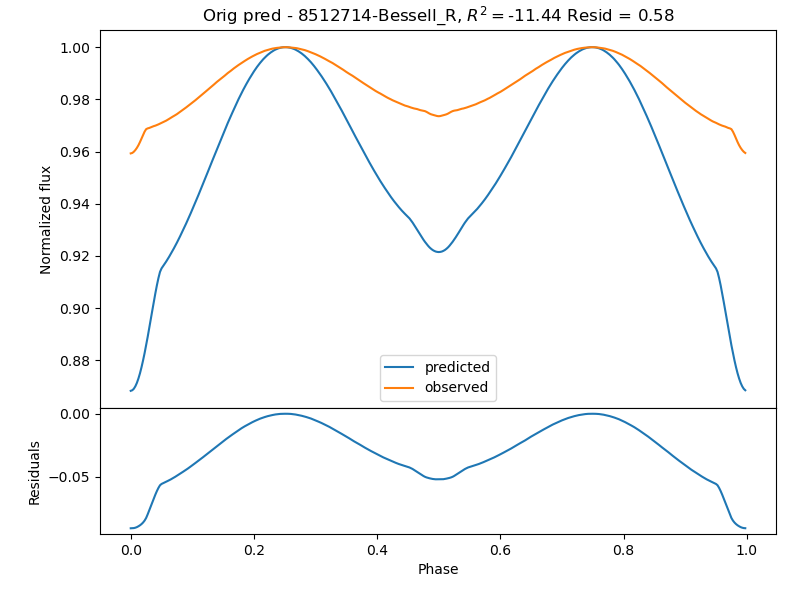 Orig pred - 8512714-Bessell_R, $R^2 = $-11.44 Resid = 0.58
1.00
0.98
0.96
0.94
0.92
0.90
0.88
Normalized flux
predicted
observed
0.00
−0.05
Residuals
0.0
0.2
0.4
0.6
0.8
1.0
Phase